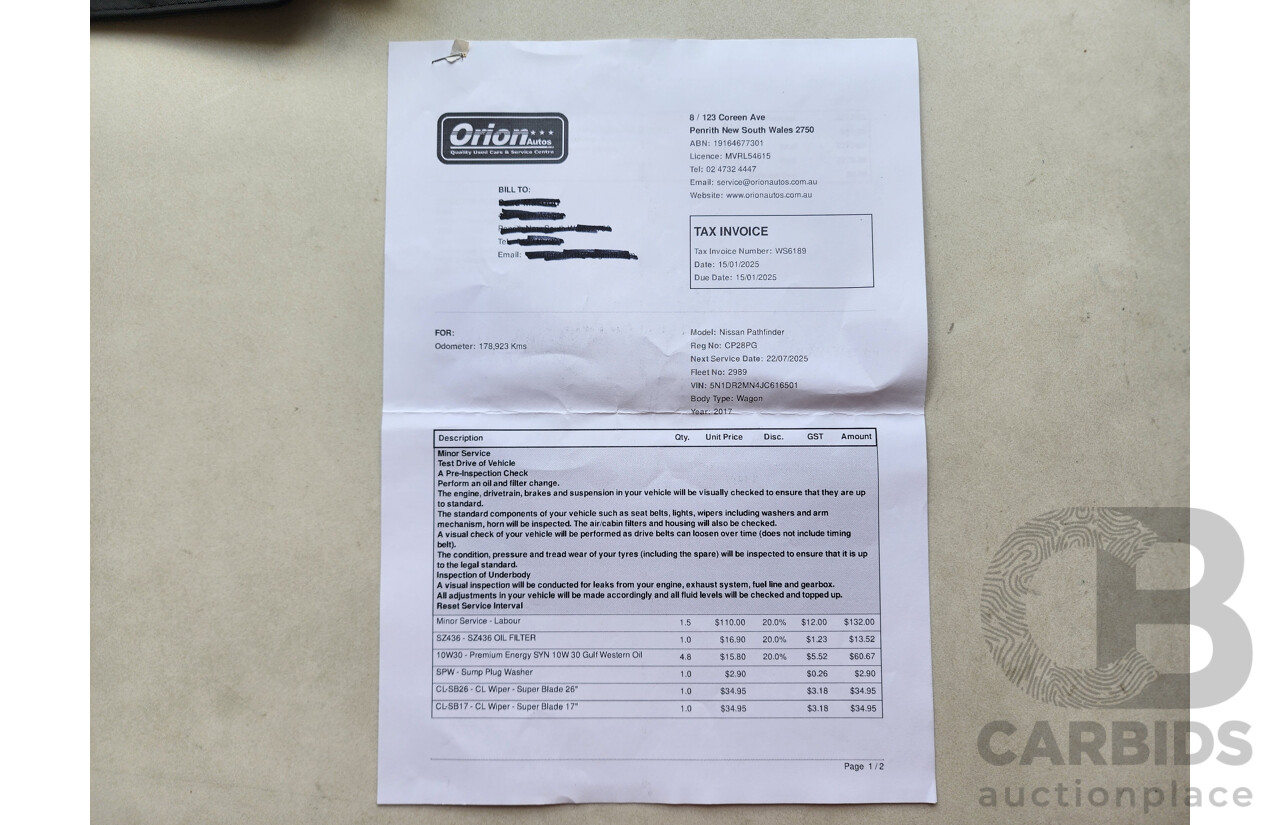 Orion
Autos
Quality Used Cars & Service Centre
8 / 123 Coreen Ave
Penrith New South Wales 2750
ABN: 19164677301
Licence: MVRL54615
Tel: 02 4732 4447
Email: service@orionautos.com.au
Website: www.orionautos.com.au
BILL TO:
Tel
Email:
TAX INVOICE
Tax Invoice Number: WS6189
Date: 15/01/2025
Due Date: 15/01/2025
FOR:
Odometer: 178,923 Kms
Model: Nissan Pathfinder
Reg No: CP28PG
Next Service Date: 22/07/2025
Fleet No: 2989
VIN: 5N1DR2MN4JC616501
Body Type: Wagon
Year: 2017
Description Qty. Unit Price Disc. GST Amount
Minor Service
Test Drive of Vehicle
A Pre-Inspection Check
Perform an oil and filter change.
The engine, drivetrain, brakes and suspension in your vehicle will be visually checked to ensure that they are up
to standard.
The standard components of your vehicle such as seat belts, lights, wipers including washers and arm
mechanism, horn will be inspected. The air/cabin filters and housing will also be checked.
A visual check of your vehicle will be performed as drive belts can loosen over time (does not include timing
belt).
The condition, pressure and tread wear of your tyres (including the spare) will be inspected to ensure that it is up
to the legal standard.
Inspection of Underbody
A visual inspection will be conducted for leaks from your engine, exhaust system, fuel line and gearbox.
All adjustments in your vehicle will be made accordingly and all fluid levels will be checked and topped up.
Reset Service Interval
Minor Service - Labour 1.5 $110.00 20.0% $12.00 $132.00
SZ436 - SZ436 OIL FILTER 1.0 $16.90 20.0% $1.23 $13.52
10W30 - Premium Energy SYN 10W 30 Gulf Western Oil 4.8 $15.80 20.0% $5.52 $60.67
SPW - Sump Plug Washer 1.0 $2.90 $0.26 $2.90
CL-SB26 - CL Wiper - Super Blade 26" 1.0 $34.95 $3.18 $34.95
CL-SB17 - CL Wiper - Super Blade 17" 1.0 $34.95 $3.18 $34.95
Page 1 / 2
CB
CARBIDS
auctionplace